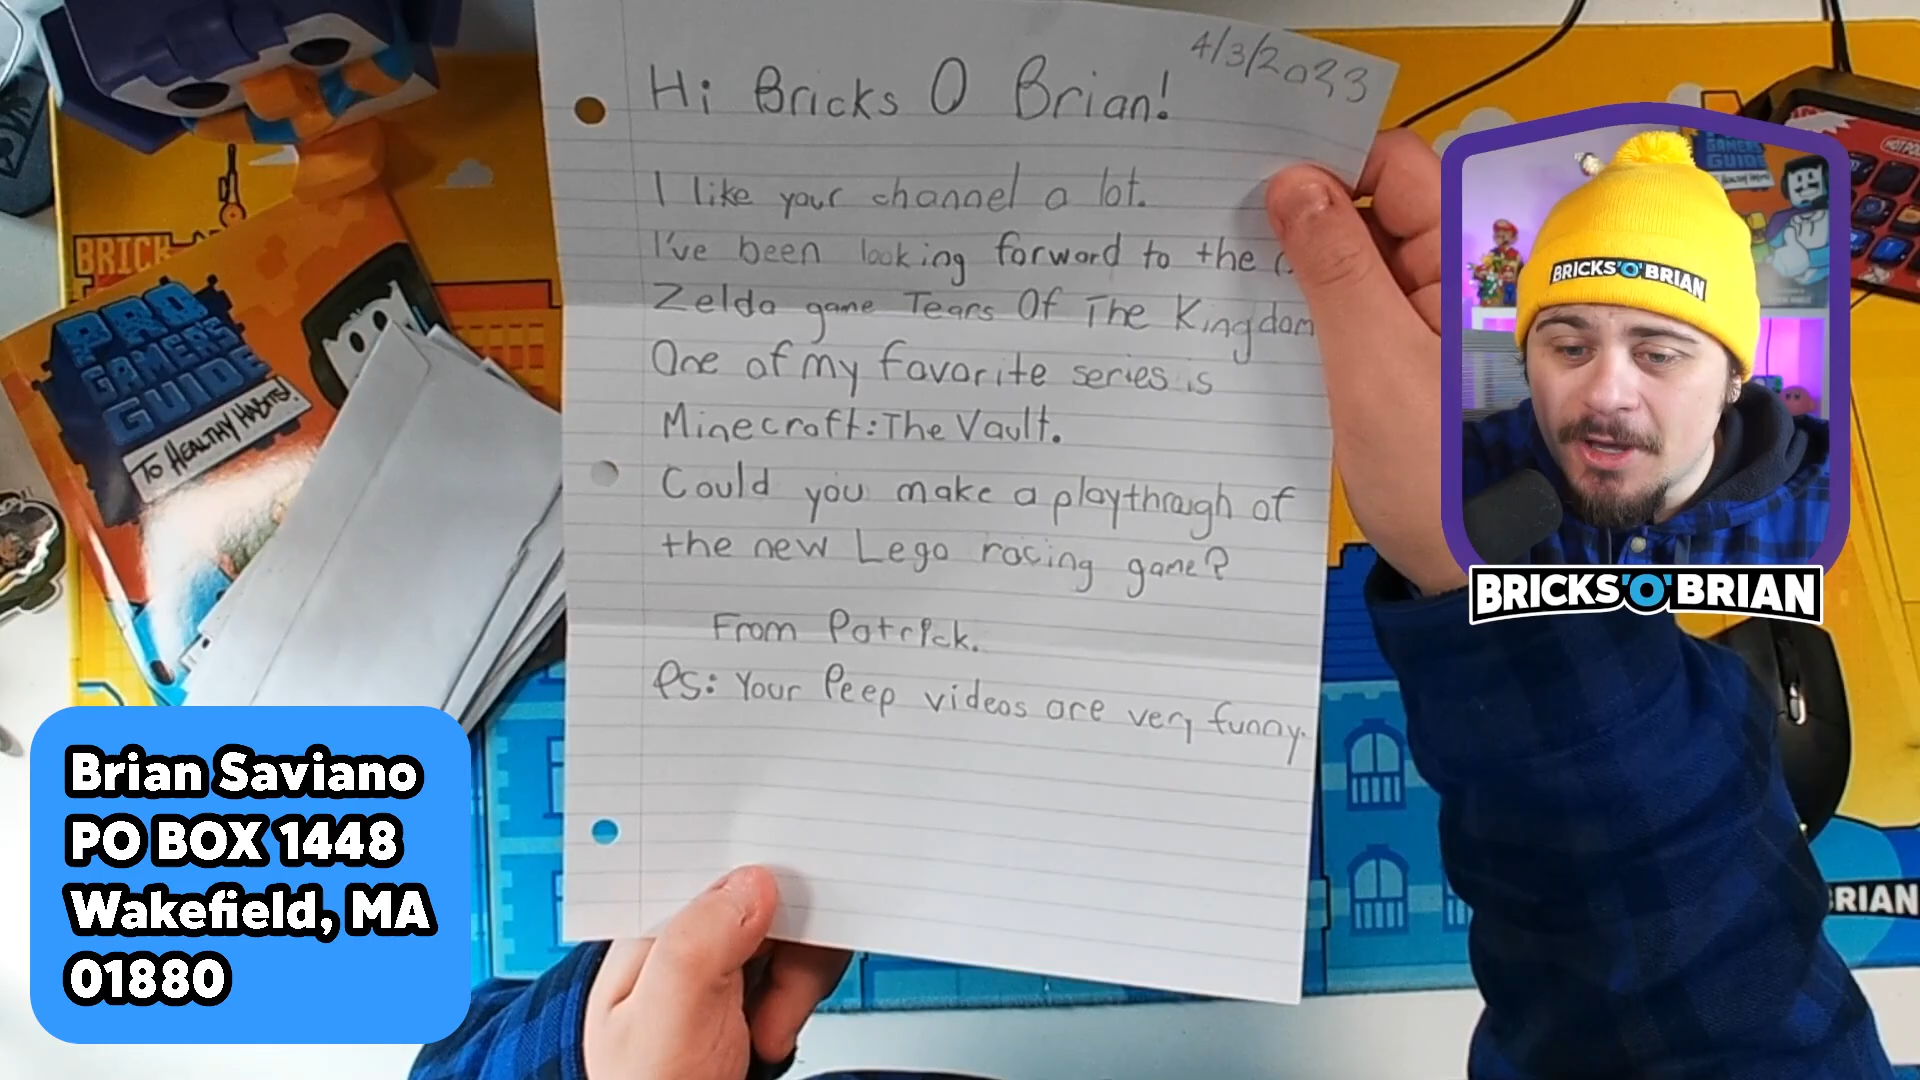 4/3/2023
Hi Bricks O Brian!
I like your channel a lot.
I've been looking forward to the
Zelda game Tears Of The Kingdom
One of my favorite series is
Minecraft: The Vault.
Could you make a playthrough of
the new Lego racing game?
From Patrick.
PS: Your Peep videos are very funny.
BRICK
PRO
GAMER'S
GUIDE
TO HEALTHY HABITS!
GAMER'S
GUIDE
BRICKS'O'BRIAN
BRICKS'O'BRIAN
BRIAN
Brian Saviano
PO BOX 1448
Wakefield, MA
01880